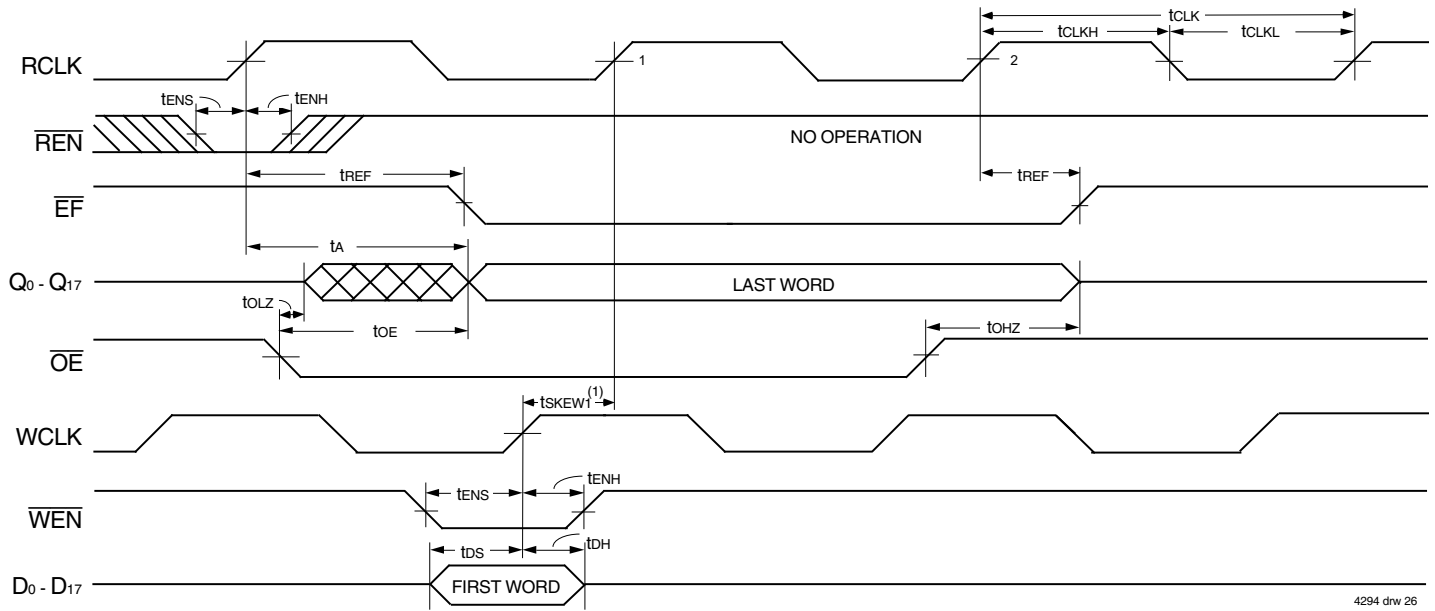 tCLK
tCLKH
tCLKL
RCLK
1
2
tENS
tENH
REN
NO OPERATION
tREF
tREF
EF
tA
Q0 - Q17
LAST WORD
tOLZ
tOE
tOHZ
OE
tSKEW1(1)
WCLK
tENS
tENH
WEN
tDS
tDH
D0 - D17
FIRST WORD
4294 drw 26